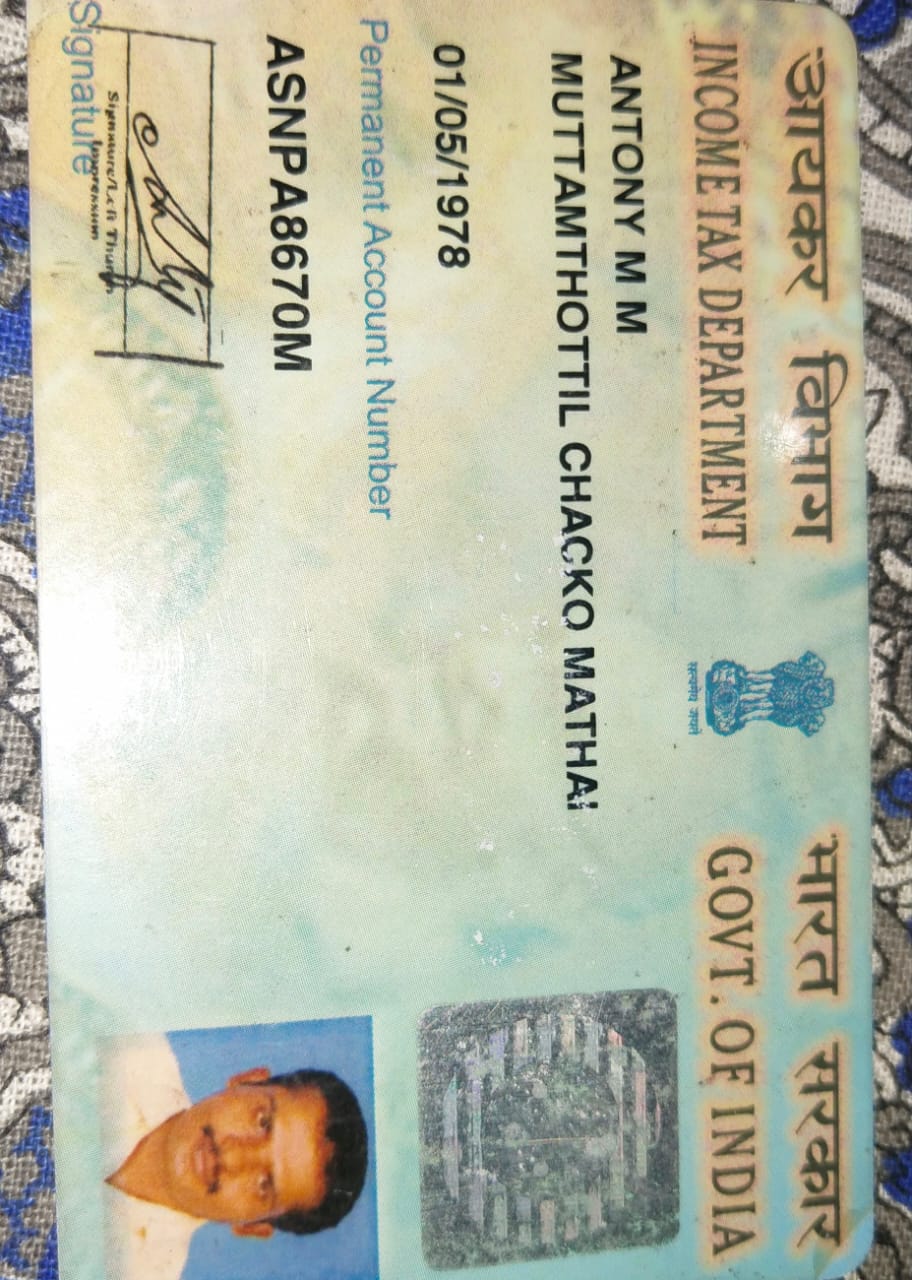 आयकर विभाग
INCOME TAX DEPARTMENT
सत्यमेव जयते
भारत सरकार
GOVT. OF INDIA
ANTONY M M
MUTTAMTHOTTIL CHACKO MATHAI
01/05/1978
Permanent Account Number
ASNPA8670M
Signature/Left Thumb
Impression
Signature